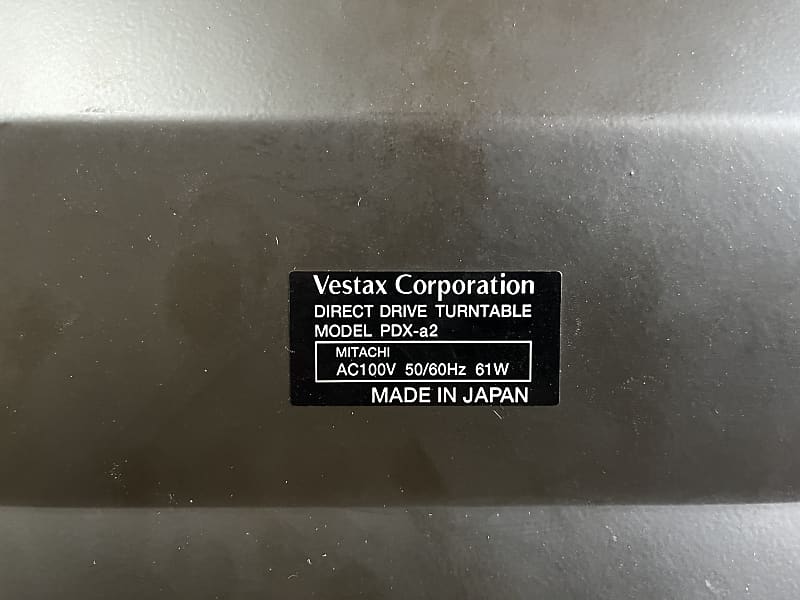 Vestax Corporation
DIRECT DRIVE TURNTABLE
MODEL PDX-a2
MITACHI
AC100V 50/60Hz 61W
MADE IN JAPAN